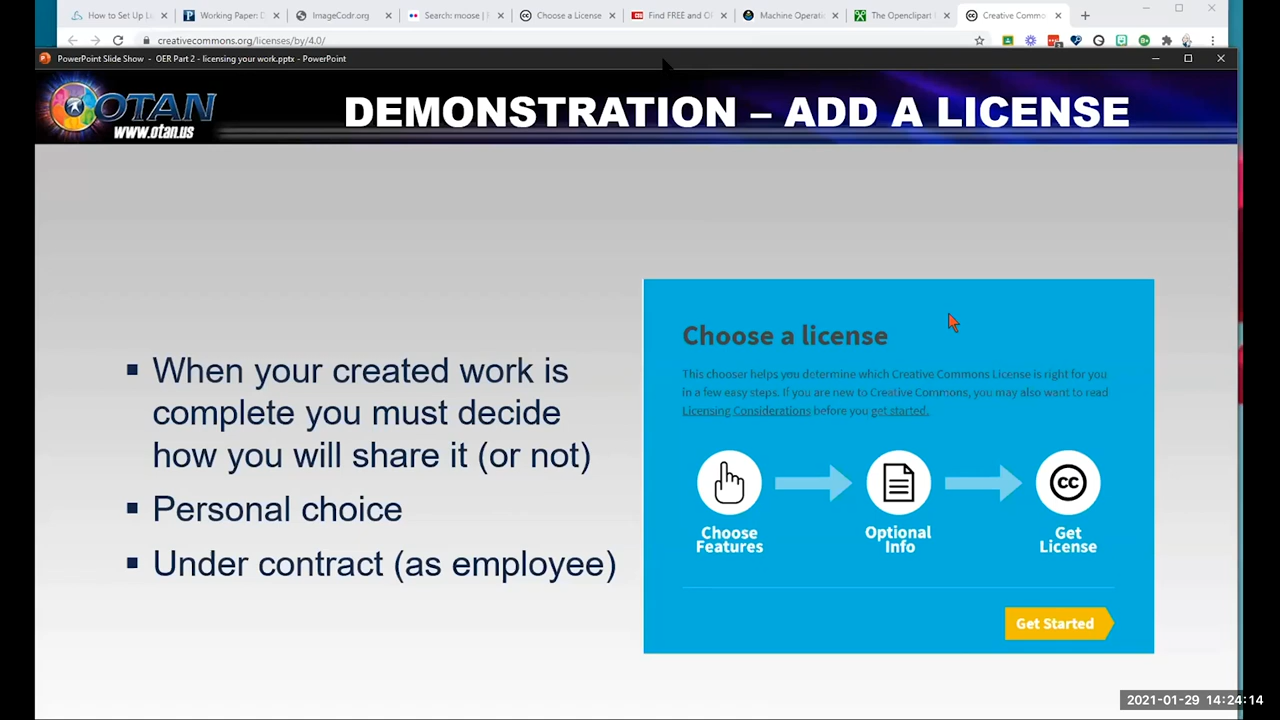 How to Set Up Le
Working Paper: D
ImageCodr.org
Search: moose | F
Choose a License
Find FREE and OP
Machine Operatio
The Openclipart L
Creative Commo
creativecommons.org/licenses/by/4.0/
PowerPoint Slide Show - OER Part 2 - licensing your work.pptx - PowerPoint
OTAN
www.otan.us
DEMONSTRATION – ADD A LICENSE
When your created work is
complete you must decide
how you will share it (or not)
Personal choice
Under contract (as employee)
Choose a license
This chooser helps you determine which Creative Commons License is right for you
in a few easy steps. If you are new to Creative Commons, you may also want to read
Licensing Considerations before you get started.
Choose
Features
Optional
Info
Get
License
Get Started
2021-01-29 14:24:14